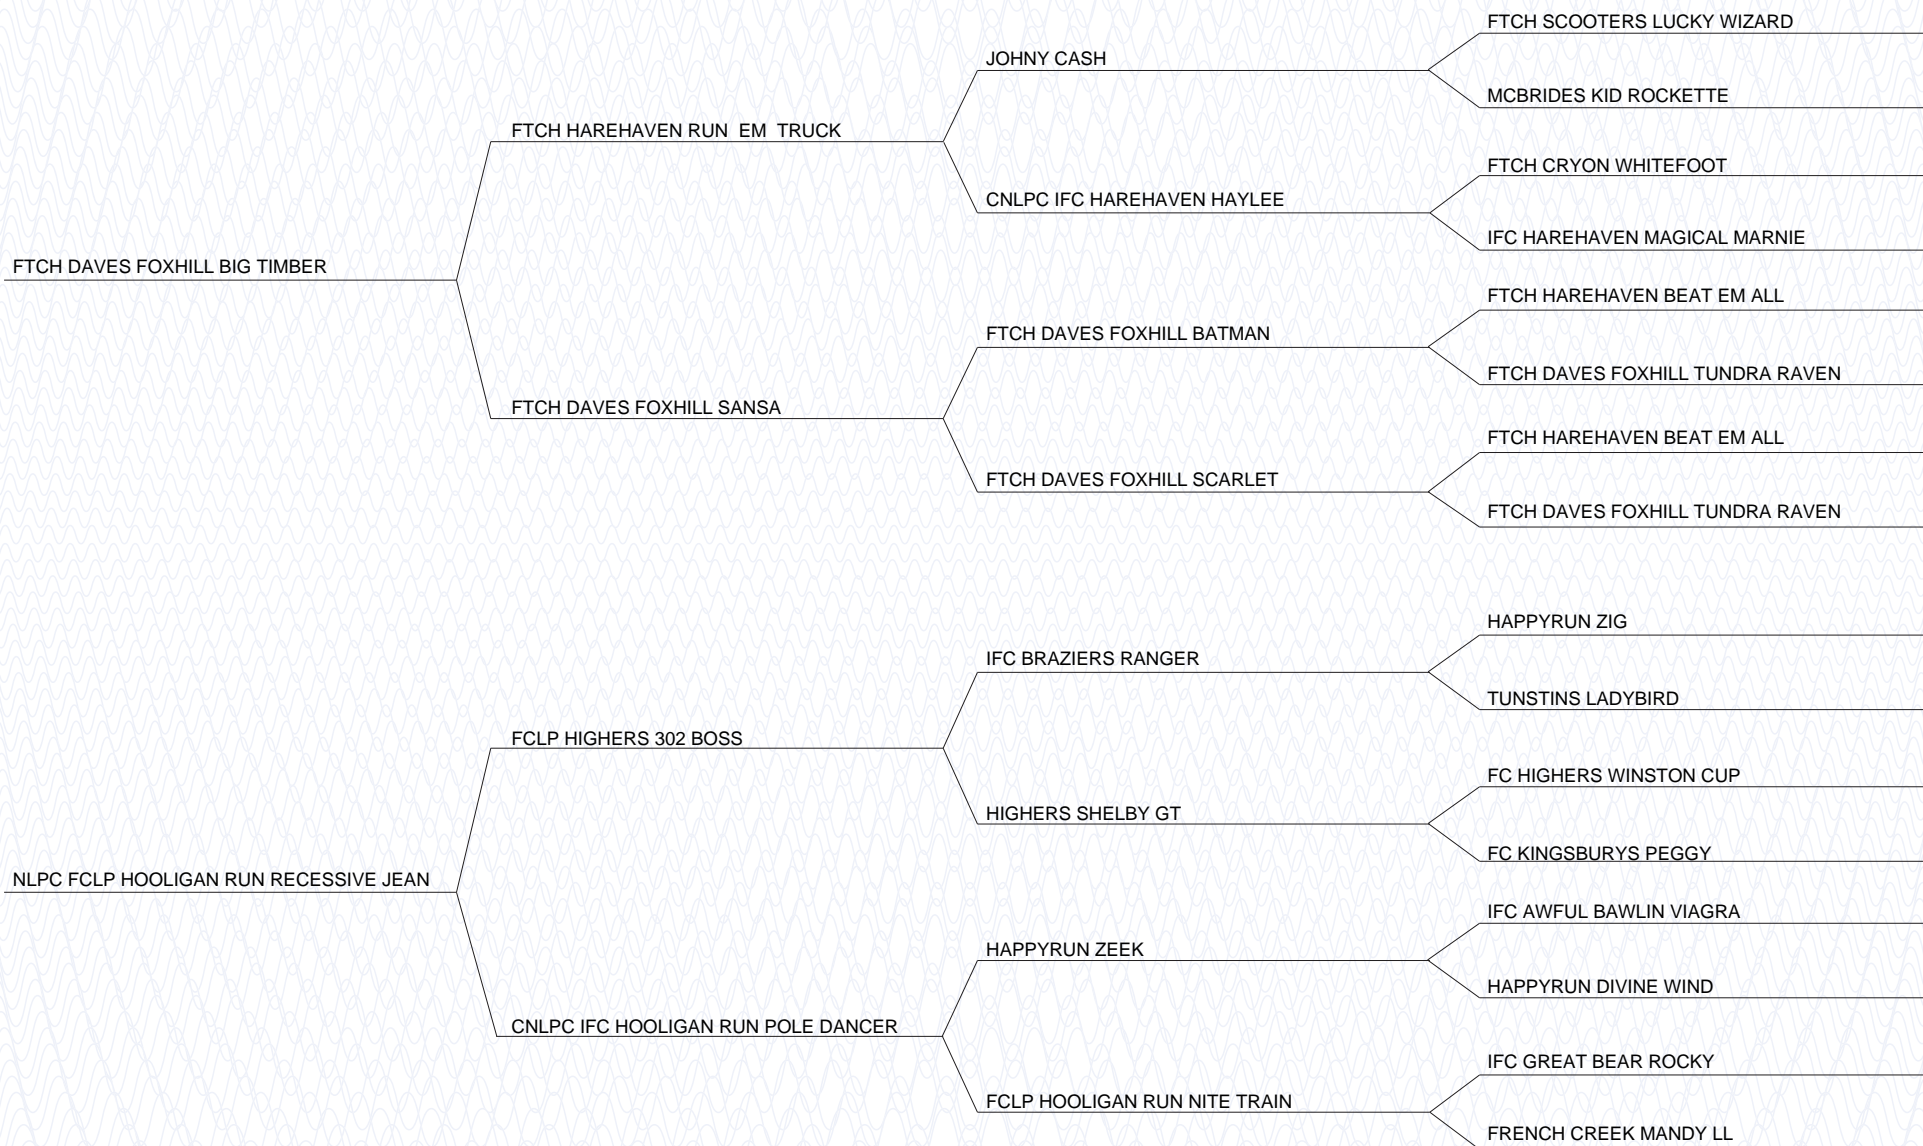 FTCH SCOOTERS LUCKY WIZARD
JOHNY CASH
MCBRIDES KID ROCKETTE
FTCH HAREHAVEN RUN  EM  TRUCK
FTCH CRYON WHITEFOOT
CNLPC IFC HAREHAVEN HAYLEE
IFC HAREHAVEN MAGICAL MARNIE
FTCH DAVES FOXHILL BIG TIMBER
FTCH HAREHAVEN BEAT EM ALL
FTCH DAVES FOXHILL BATMAN
FTCH DAVES FOXHILL TUNDRA RAVEN
FTCH DAVES FOXHILL SANSA
FTCH HAREHAVEN BEAT EM ALL
FTCH DAVES FOXHILL SCARLET
FTCH DAVES FOXHILL TUNDRA RAVEN
HAPPYRUN ZIG
IFC BRAZIERS RANGER
TUNSTINS LADYBIRD
FCLP HIGHERS 302 BOSS
FC HIGHERS WINSTON CUP
HIGHERS SHELBY GT
FC KINGSBURYS PEGGY
NLPC FCLP HOOLIGAN RUN RECESSIVE JEAN
IFC AWFUL BAWLIN VIAGRA
HAPPYRUN ZEEK
HAPPYRUN DIVINE WIND
CNLPC IFC HOOLIGAN RUN POLE DANCER
IFC GREAT BEAR ROCKY
FCLP HOOLIGAN RUN NITE TRAIN
FRENCH CREEK MANDY LL